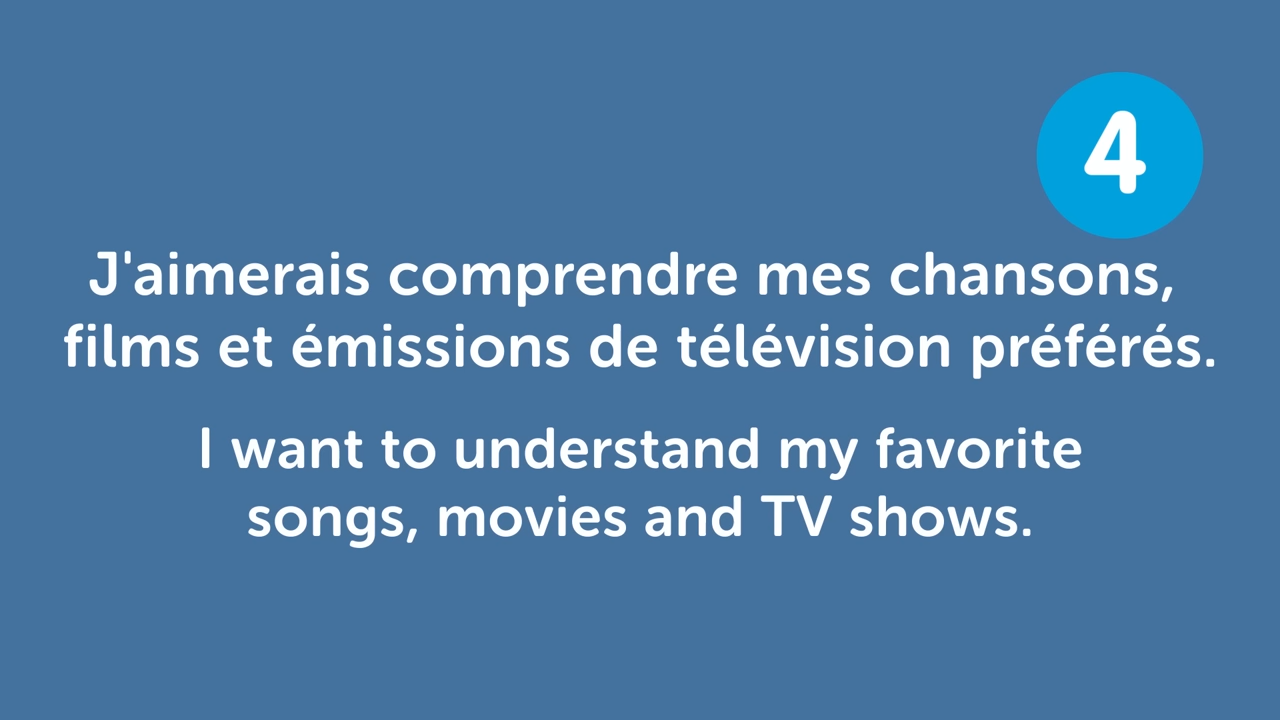 4
J'aimerais comprendre mes chansons,
films et émissions de télévision préférés.
I want to understand my favorite
songs, movies and TV shows.